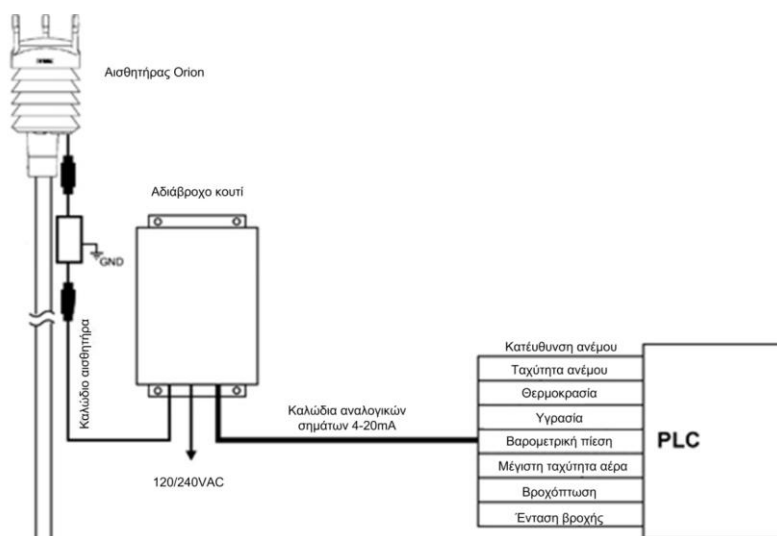 Αισθητήρας Orion
Αδιάβροχο κουτί
GND
Καλώδιο αισθητήρα
Καλώδια αναλογικών
σημάτων 4-20mA
120/240VAC
Κατέυθυνση ανέμου
Ταχύτητα ανέμου
Θερμοκρασία
Υγρασία
Βαρομετρική πίεση
Μέγιστη ταχύτητα αέρα
Βροχόπτωση
Ένταση βροχής
PLC